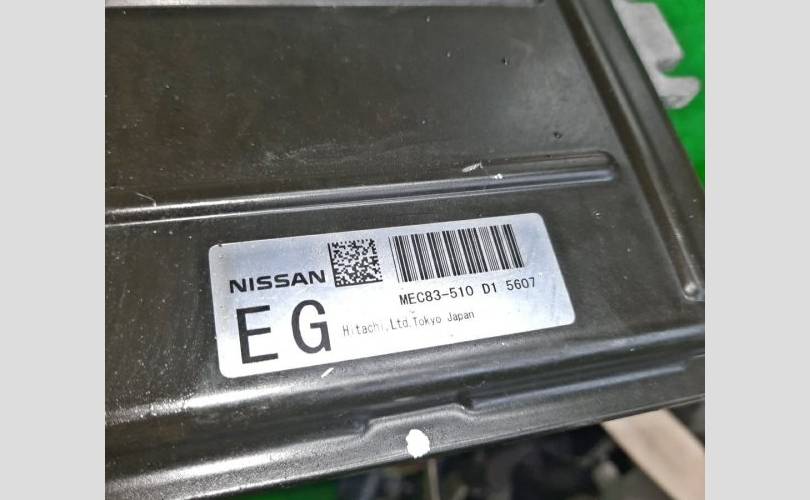 NISSAN
MEC83-510 D1 5607
EG
Hitachi,Ltd.Tokyo Japan